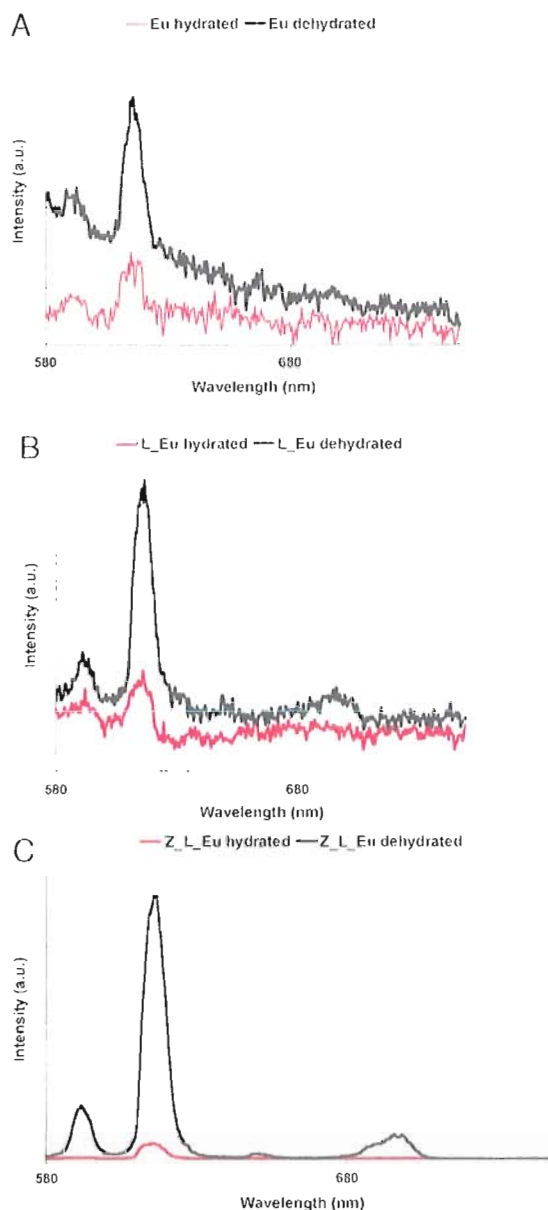 A
Eu hydrated Eu dehydrated
Intensity (a.u.)
580 680
Wavelength (nm)
B
L_Eu hydrated L_Eu dehydrated
Intensity (a.u.)
580 680
Wavelength (nm)
C
Z_L_Eu hydrated Z_L_Eu dehydrated
Intensity (a.u.)
580 680
Wavelength (nm)